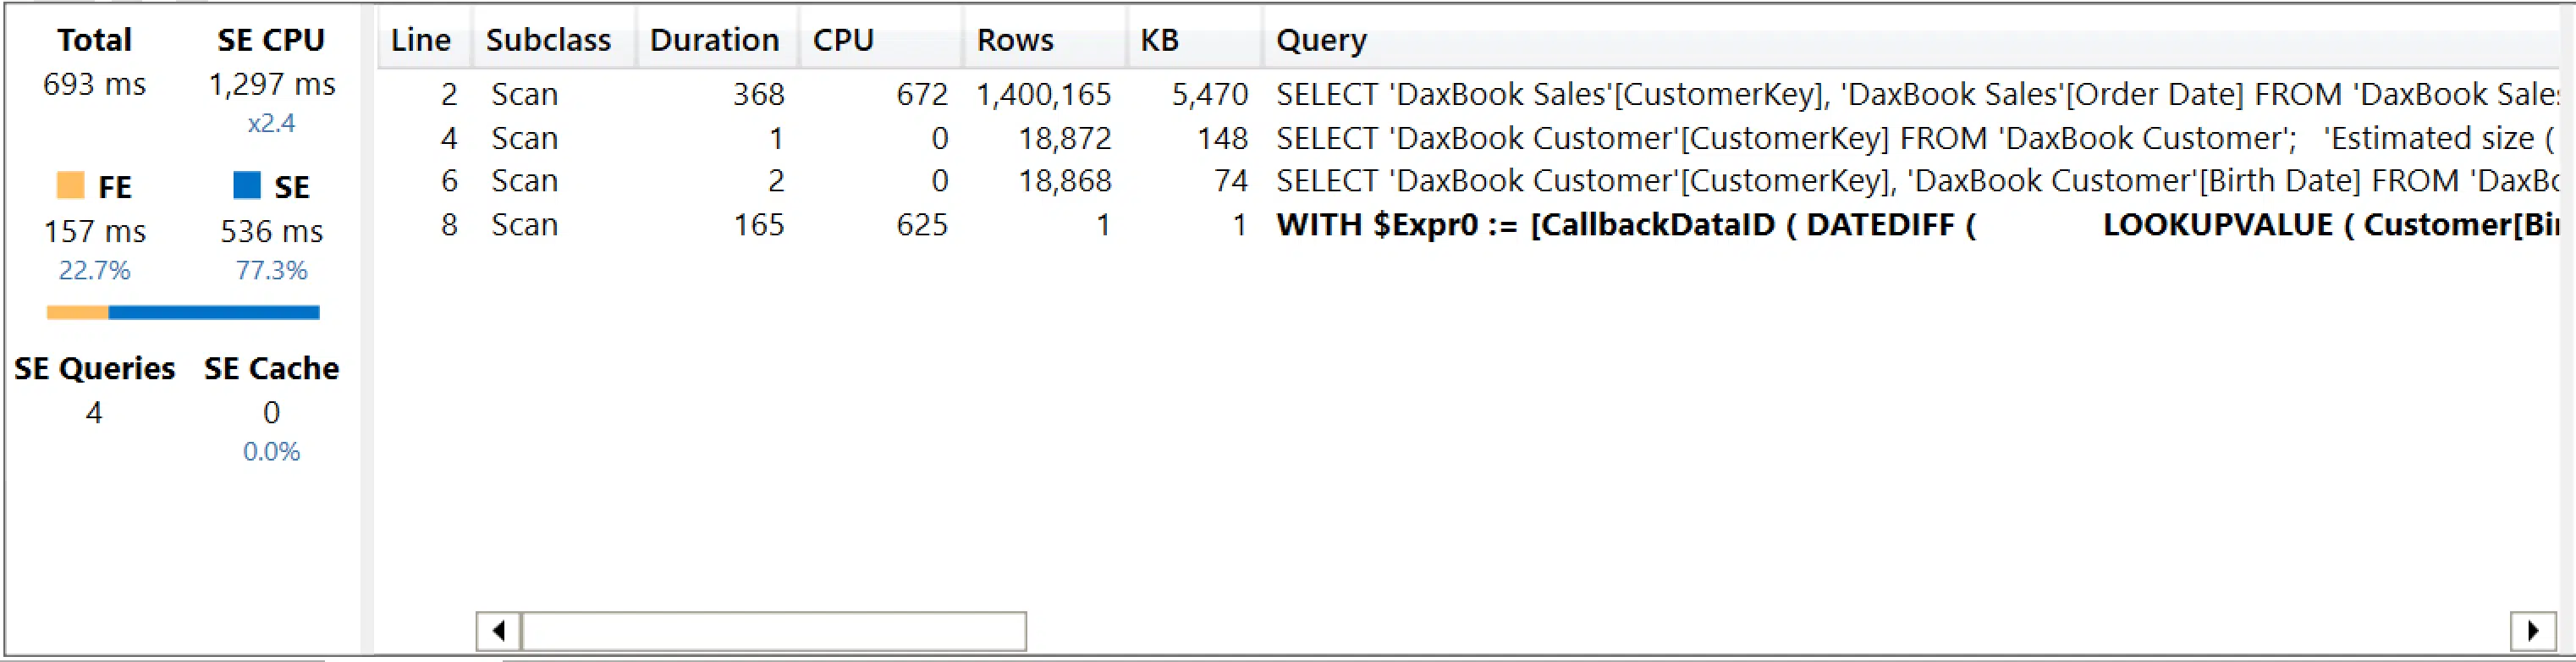 Total SE CPU
693 ms 1,297 ms
x2.4
FE SE
157 ms 536 ms
22.7% 77.3%
SE Queries SE Cache
4 0
0.0%
Line Subclass Duration CPU Rows KB Query
2 Scan 368 672 1,400,165 5,470 SELECT 'DaxBook Sales'[CustomerKey], 'DaxBook Sales'[Order Date] FROM 'DaxBook Sale
4 Scan 1 0 18,872 148 SELECT 'DaxBook Customer'[CustomerKey] FROM 'DaxBook Customer'; 'Estimated size (
6 Scan 2 0 18,868 74 SELECT 'DaxBook Customer'[CustomerKey], 'DaxBook Customer'[Birth Date] FROM 'DaxB
8 Scan 165 625 1 1 WITH $Expr0 := [CallbackDataID ( DATEDIFF ( LOOKUPVALUE ( Customer[Bi